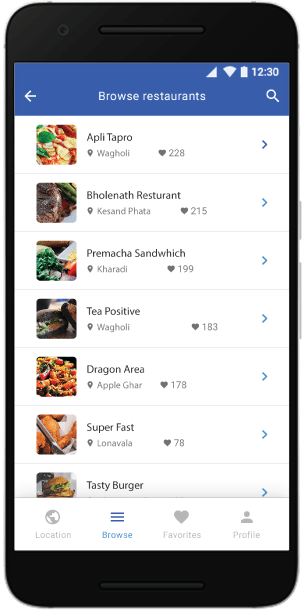 12:30
Browse restaurants
Apli Tapro
Wagholi 228
Bholenath Resturant
Kesand Phata 215
Premacha Sandwhich
Kharadi 199
Tea Positive
Wagholi 183
Dragon Area
Apple Ghar 178
Super Fast
Lonavala 78
Tasty Burger
Location Browse Favorites Profile